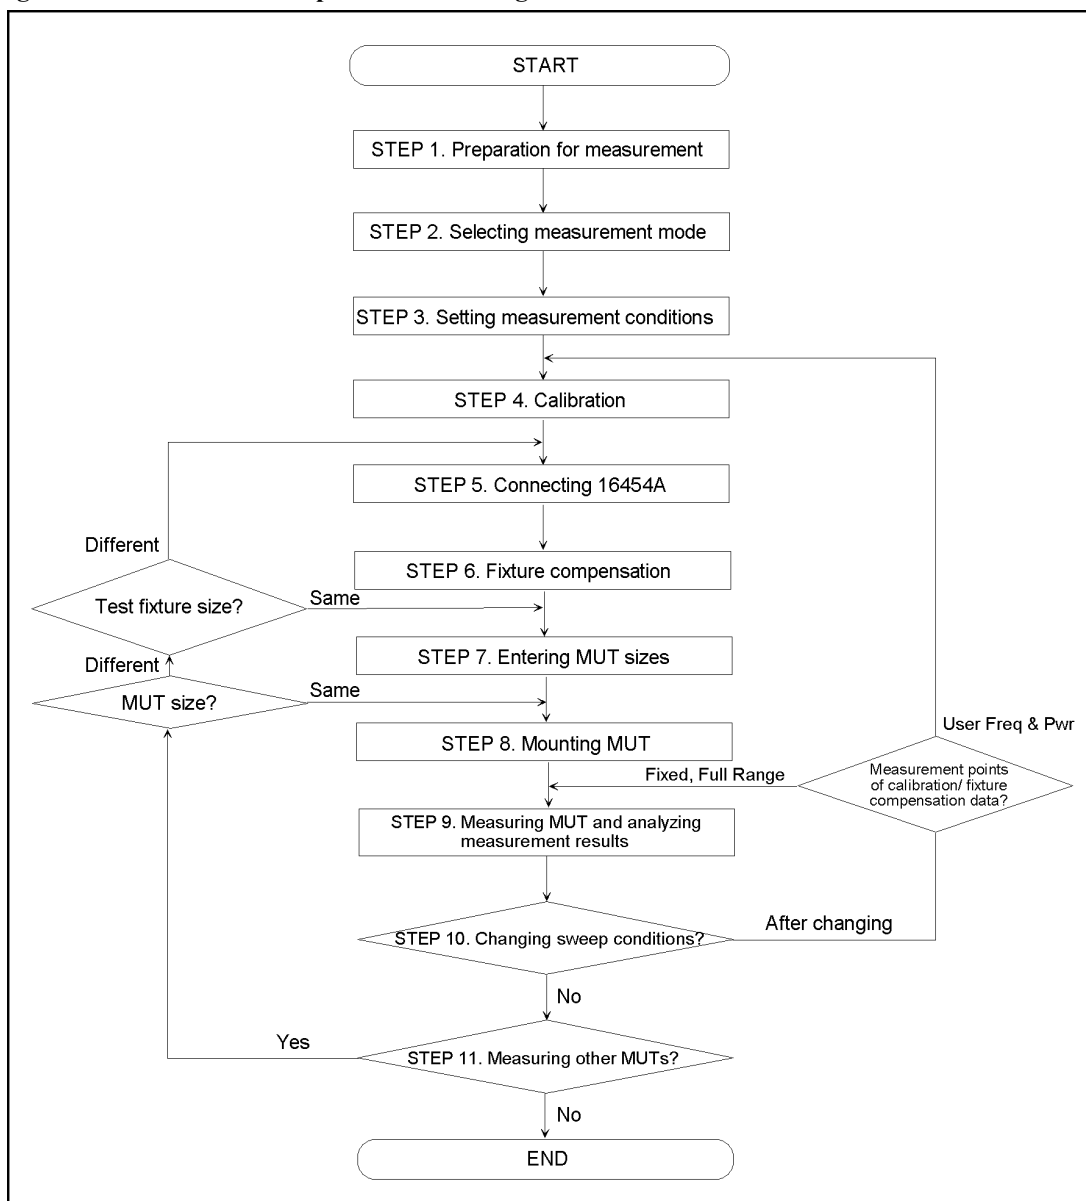 START
STEP 1. Preparation for measurement
STEP 2. Selecting measurement mode
STEP 3. Setting measurement conditions
STEP 4. Calibration
STEP 5. Connecting 16454A
Different
STEP 6. Fixture compensation
Test fixture size?
Same
STEP 7. Entering MUT sizes
Different
MUT size?
Same
STEP 8. Mounting MUT
User Freq & Pwr
Fixed, Full Range
Measurement points
of calibration/ fixture
compensation data?
STEP 9. Measuring MUT and analyzing
measurement results
STEP 10. Changing sweep conditions?
After changing
No
Yes
STEP 11. Measuring other MUTs?
No
END